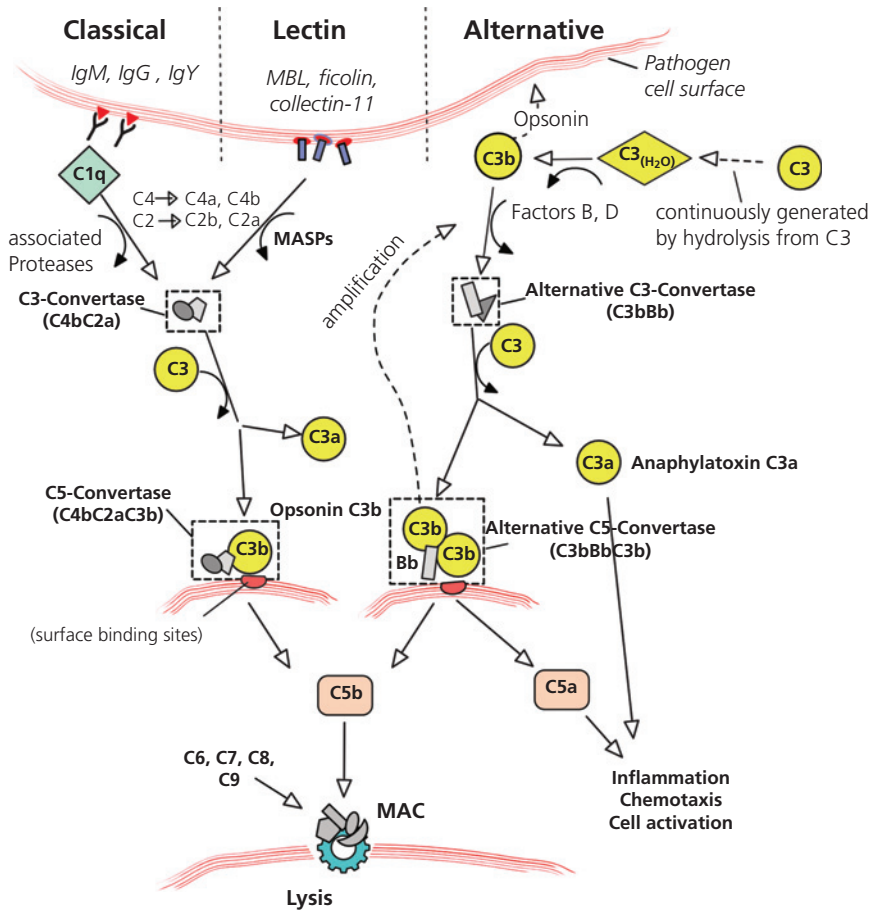 Classical
Lectin
Alternative
IgM, IgG , IgY
MBL, ficolin,
collectin-11
Pathogen
cell surface
Opsonin
C3b
C3(H₂O)
C3
C1q
C4 → C4a, C4b
C2 → C2b, C2a
Factors B, D
continuously generated
by hydrolysis from C3
associated
Proteases
MASPs
amplification
C3-Convertase
(C4bC2a)
Alternative C3-Convertase
(C3bBb)
C3
C3
C3a
C3a
Anaphylatoxin C3a
C5-Convertase
(C4bC2aC3b)
Opsonin C3b
C3b
C3b
Bb
C3b
Alternative C5-Convertase
(C3bBbC3b)
(surface binding sites)
C5b
C5a
C6, C7, C8,
C9
MAC
Inflammation
Chemotaxis
Cell activation
Lysis